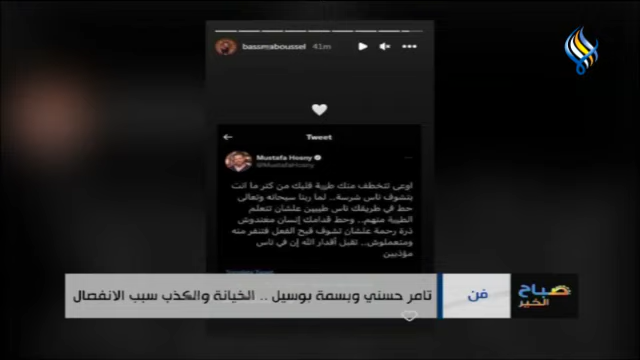 bassmaboussel 41m
Tweet
Mustafa Hosny
@MustafaHosny
اوعى تتخطف منك طيبة قلبك من كتر ما انت
بتشوف ناس شرسة.. لما ربنا سبحانه وتعالى
حط في طريقك ناس طيبين علشان تتعلم
الطيبة منهم.. وحط قدامك إنسان معندوش
ذرة رحمة علشان تشوف قبح الفعل فتنفر منه
ومتعملوش.. تقبل أقدار الله إن في ناس
مؤذيين
Translate Tweet
صباح الخير
فن
تامر حسني وبسمة بوسيل .. الخيانة والكذب سبب الانفصال